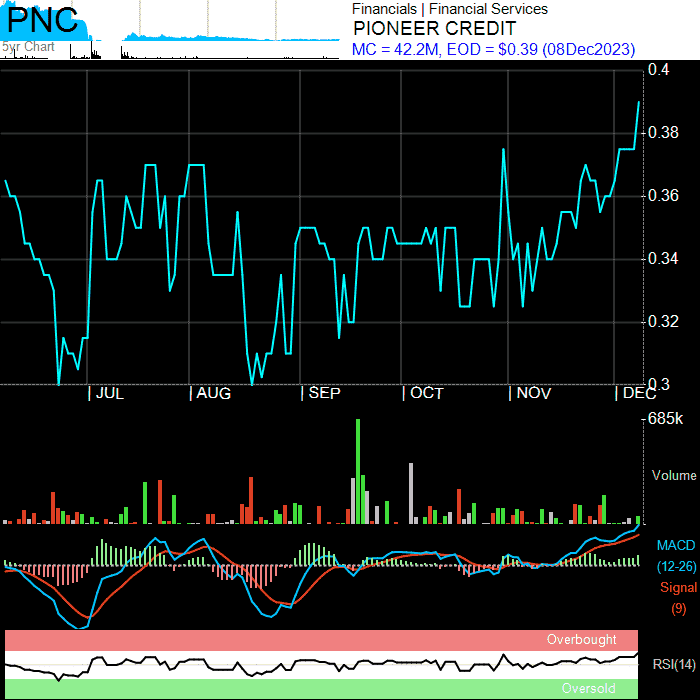 PNC
5yr Chart
Financials | Financial Services
PIONEER CREDIT
MC = 42.2M, EOD = $0.39 (08Dec2023)
0.4
0.38
0.36
0.34
0.32
0.3
JUL AUG SEP OCT NOV DEC
685k
Volume
MACD
(12-26)
Signal
(9)
Overbought
RSI(14)
Oversold